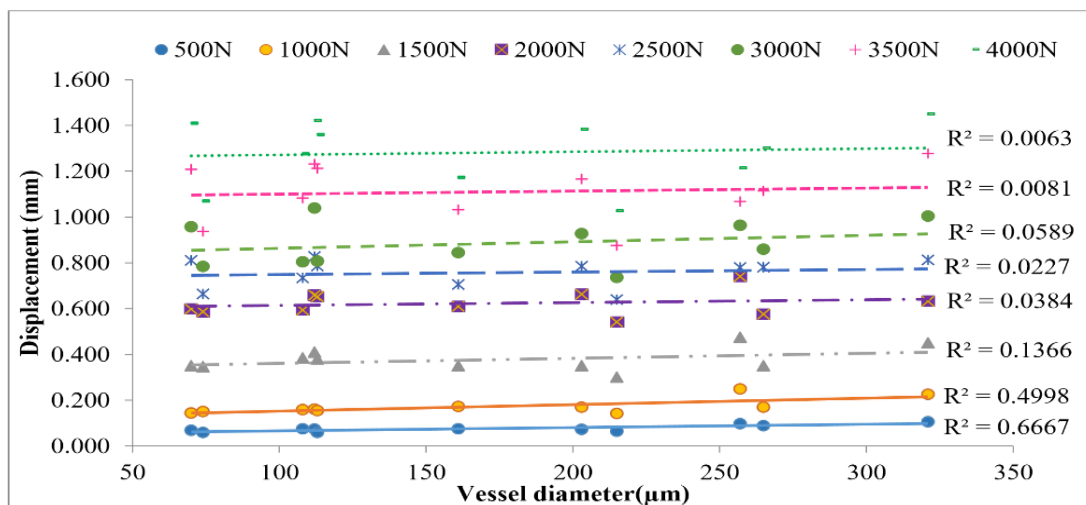 500N 1000N 1500N 2000N 2500N 3000N 3500N 4000N
1.600
1.400
1.200
1.000
0.800
0.600
0.400
0.200
0.000
Displacement (mm)
R² = 0.0063
R² = 0.0081
R² = 0.0589
R² = 0.0227
R² = 0.0384
R² = 0.1366
R² = 0.4998
R² = 0.6667
50 100 150 200 250 300 350
Vessel diameter(µm)